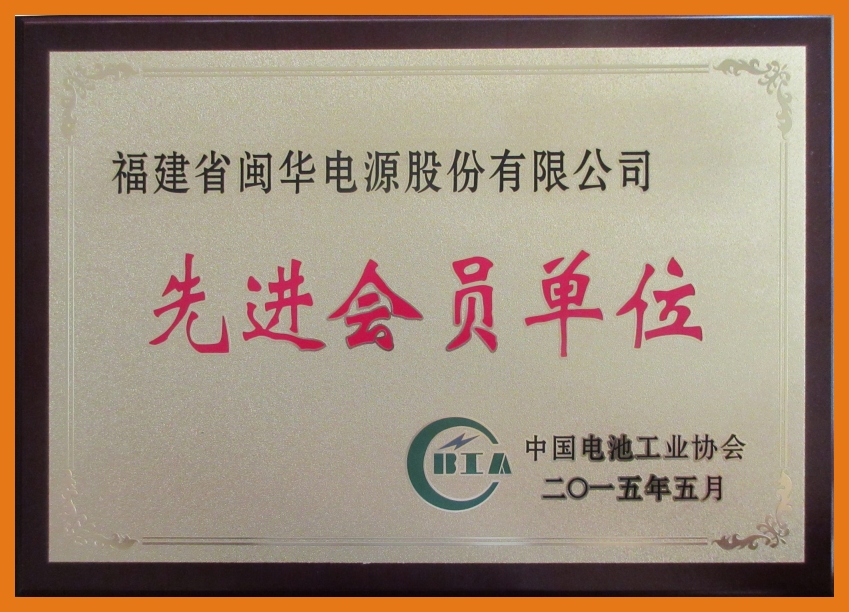 福建省闽华电源股份有限公司
先进会员单位
CBIA
中国电池工业协会
二〇一五年五月